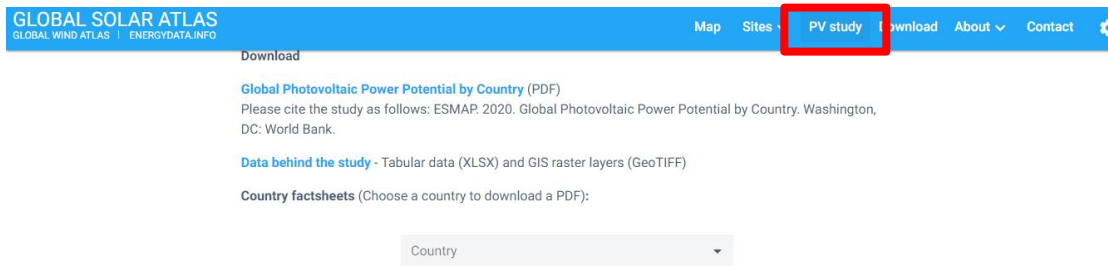 GLOBAL SOLAR ATLAS
GLOBAL WIND ATLAS | ENERGYDATA.INFO
Map Sites PV study Download About Contact
Download
Global Photovoltaic Power Potential by Country (PDF)
Please cite the study as follows: ESMAP. 2020. Global Photovoltaic Power Potential by Country. Washington,
DC: World Bank.
Data behind the study - Tabular data (XLSX) and GIS raster layers (GeoTIFF)
Country factsheets (Choose a country to download a PDF):
Country